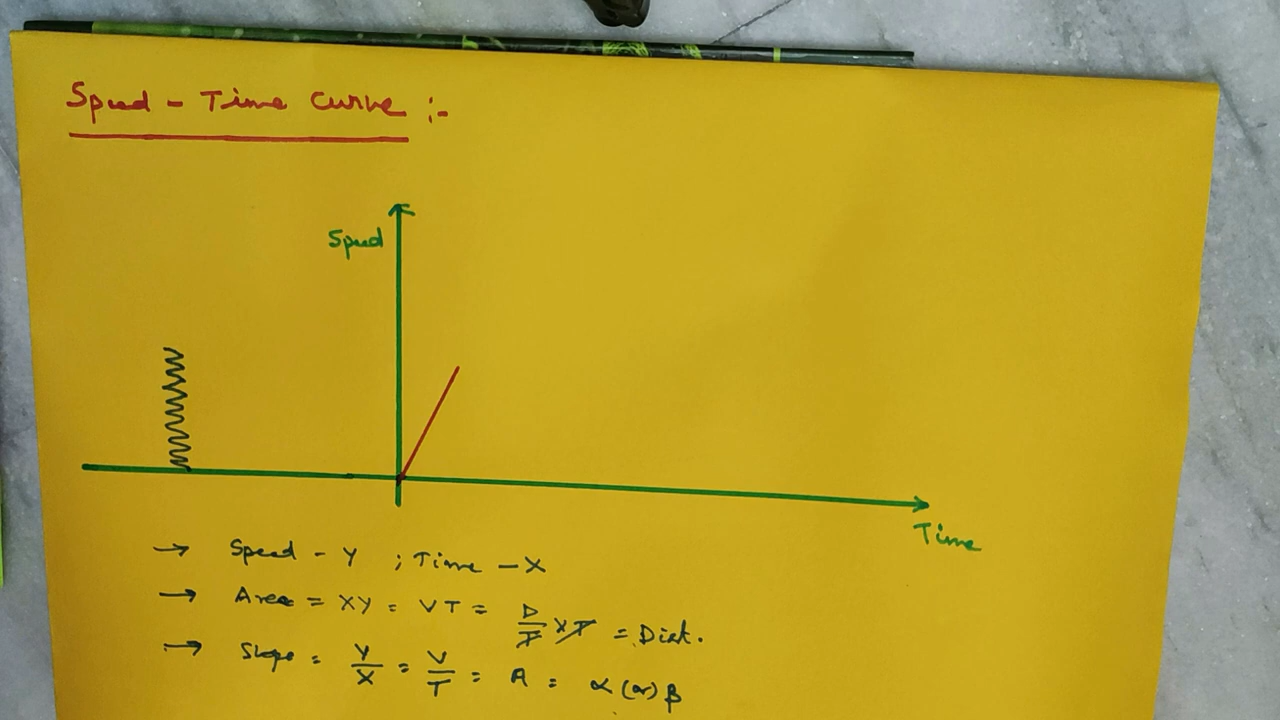 Speed - Time Curve :-
Speed
Time
→ Speed - Y ; Time - X
→ Area = XY = VT = D/T × T = Dist.
→ Slope = Y/X = V/T = A = α (or) β